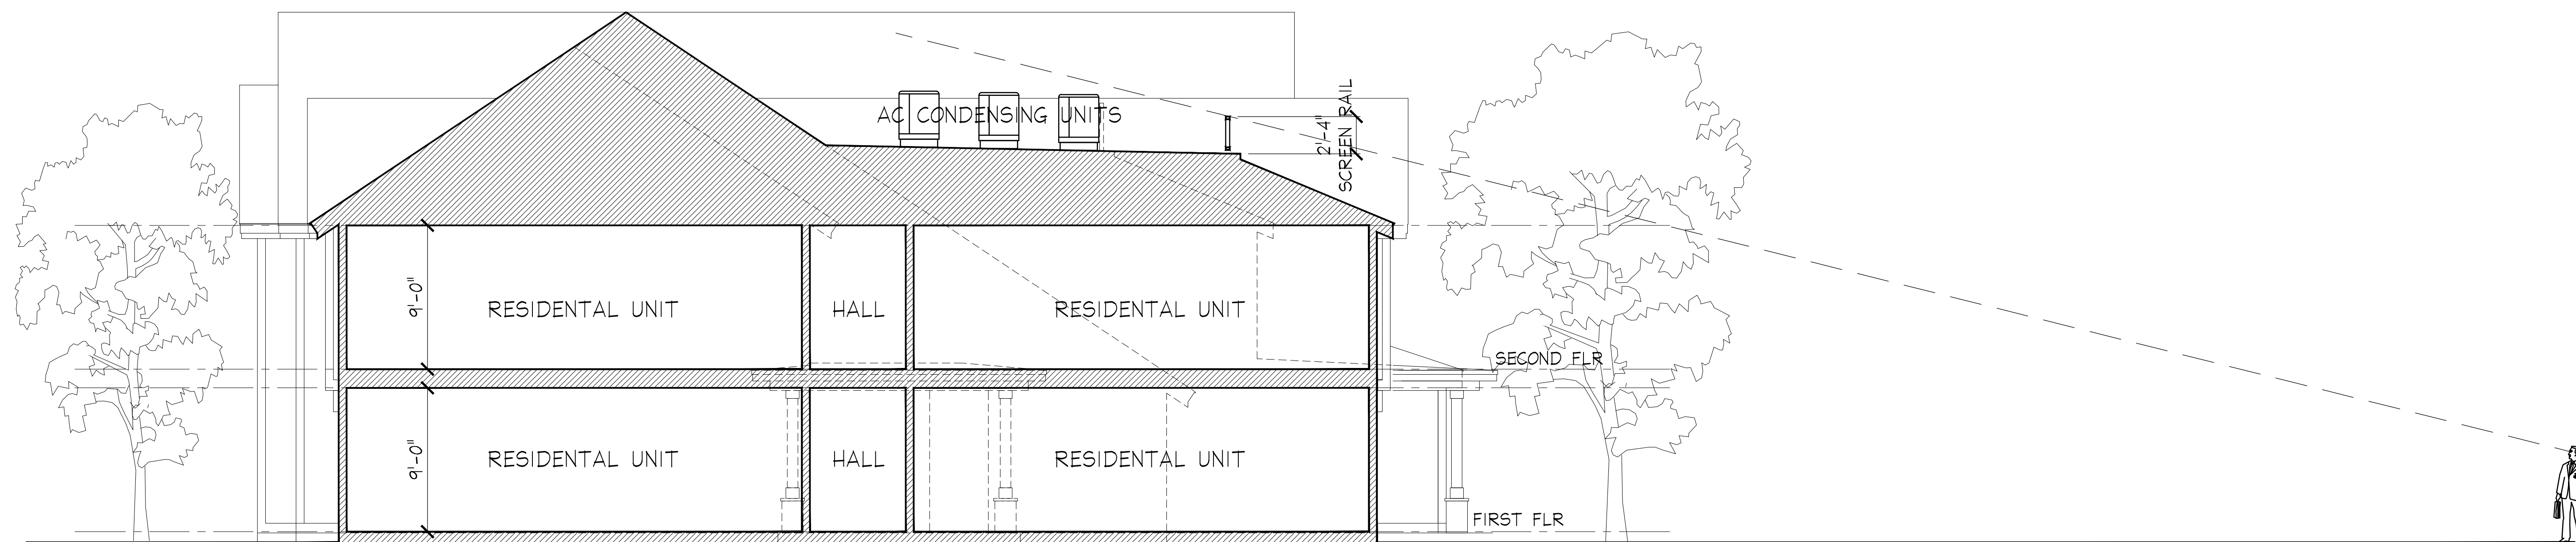 AC CONDENSING UNITS
2'-4"
SCREEN RAIL
9'-0"
RESIDENTAL UNIT
HALL
RESIDENTAL UNIT
SECOND FLR
9'-0"
RESIDENTAL UNIT
HALL
RESIDENTAL UNIT
FIRST FLR